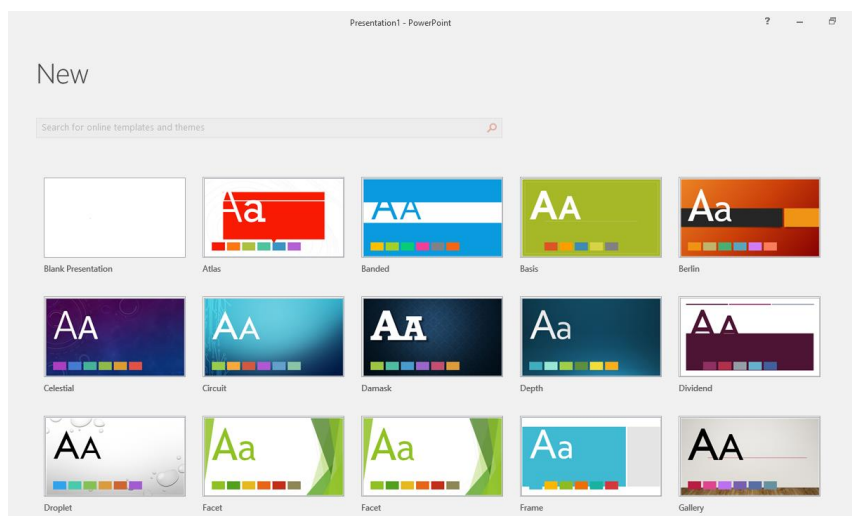 Presentation1 - PowerPoint
?
New
Search for online templates and themes
Aa
AA
AA
Aa
Blank Presentation
Atlas
Banded
Basis
Berlin
AA
AA
AA
Aa
AA
Celestial
Circuit
Damask
Depth
Dividend
AA
Aa
Aa
Aa
AA
Droplet
Facet
Facet
Frame
Gallery